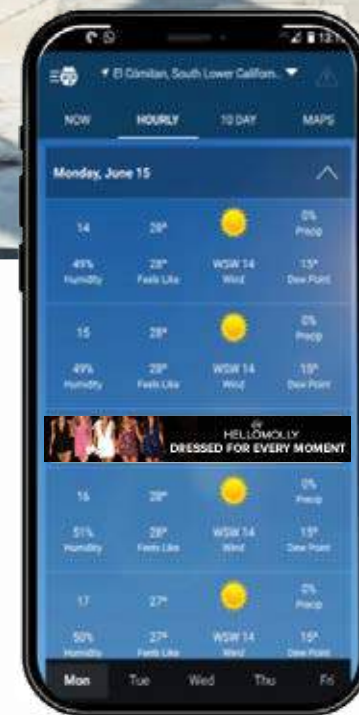 13:1
El Comitan, South Lower Californ.
NOW HOURLY 10 DAY MAPS
Monday, June 15
14 28° 0%
Precip
49% 28° WSW 14 15°
Humidity Feels Like Wind Dew Point
15 28° 0%
Precip
49% 28° WSW 14 15°
Humidity Feels Like Wind Dew Point
HELLOMOLLY
DRESSED FOR EVERY MOMENT
16 28° 0%
Precip
51% 28° WSW 14 15°
Humidity Feels Like Wind Dew Point
17 27° 0%
Precip
50% 27° WSW 14 15°
Humidity Feels Like Wind Dew Point
Mon Tue Wed Thu Fri